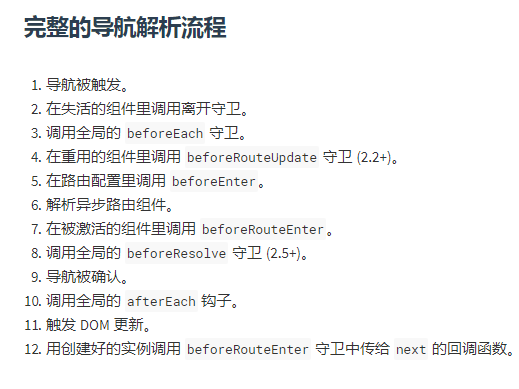 完整的导航解析流程
1. 导航被触发。
2. 在失活的组件里调用离开守卫。
3. 调用全局的 beforeEach 守卫。
4. 在重用的组件里调用 beforeRouteUpdate 守卫 (2.2+)。
5. 在路由配置里调用 beforeEnter。
6. 解析异步路由组件。
7. 在被激活的组件里调用 beforeRouteEnter。
8. 调用全局的 beforeResolve 守卫 (2.5+)。
9. 导航被确认。
10. 调用全局的 afterEach 钩子。
11. 触发 DOM 更新。
12. 用创建好的实例调用 beforeRouteEnter 守卫中传给 next 的回调函数。